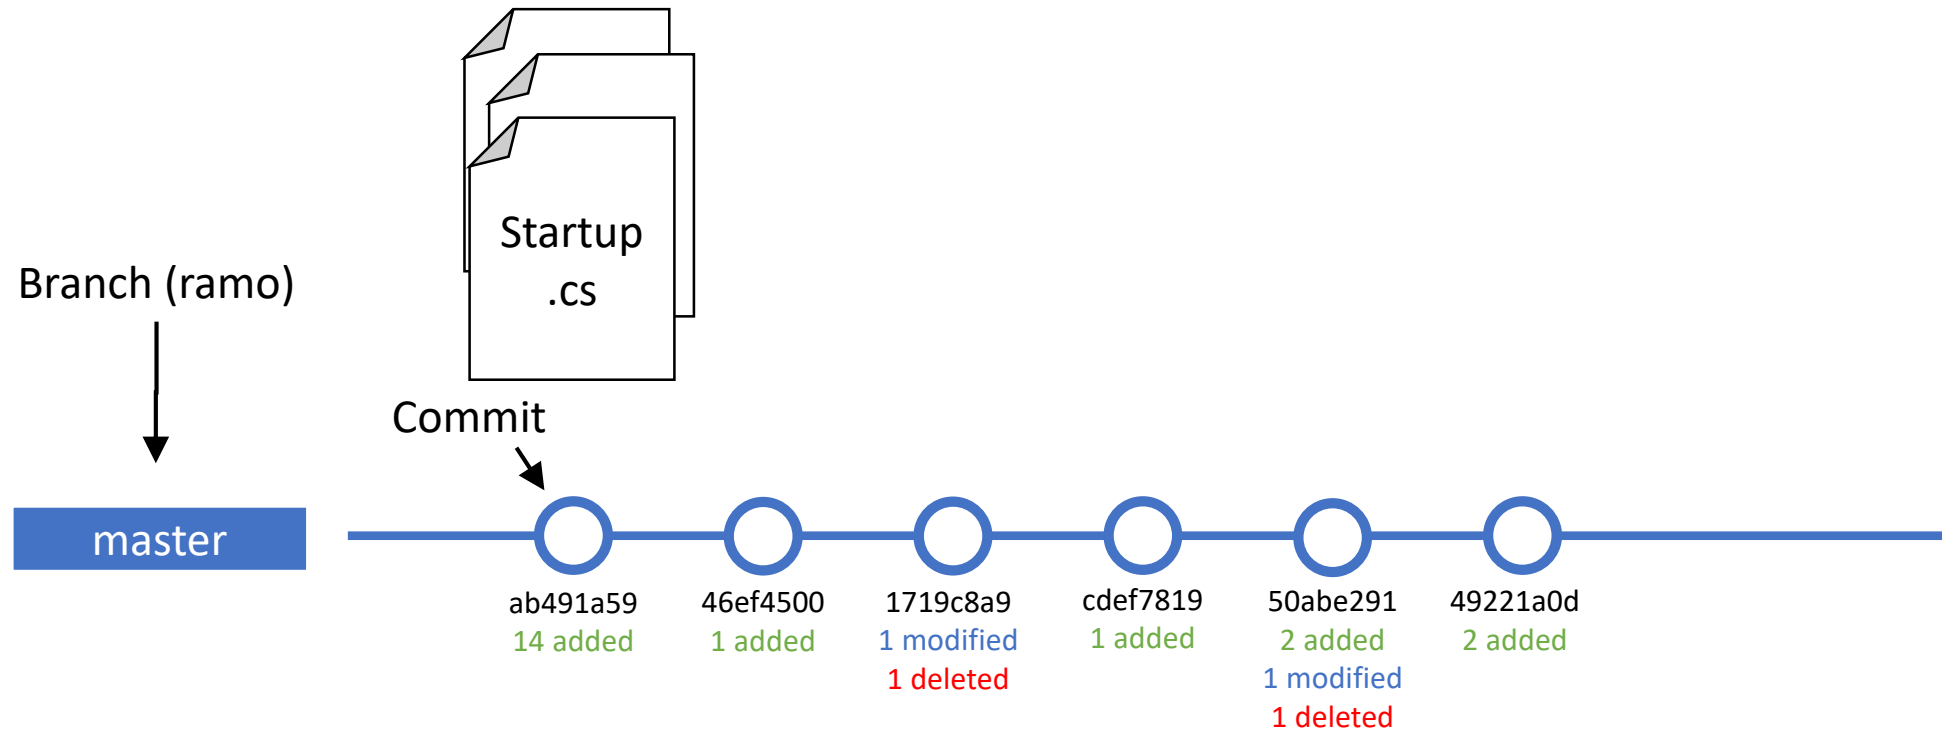 Startup
.cs
Branch (ramo)
Commit
master
ab491a59
14 added
46ef4500
1 added
1719c8a9
1 modified
1 deleted
cdef7819
1 added
50abe291
2 added
1 modified
1 deleted
49221a0d
2 added